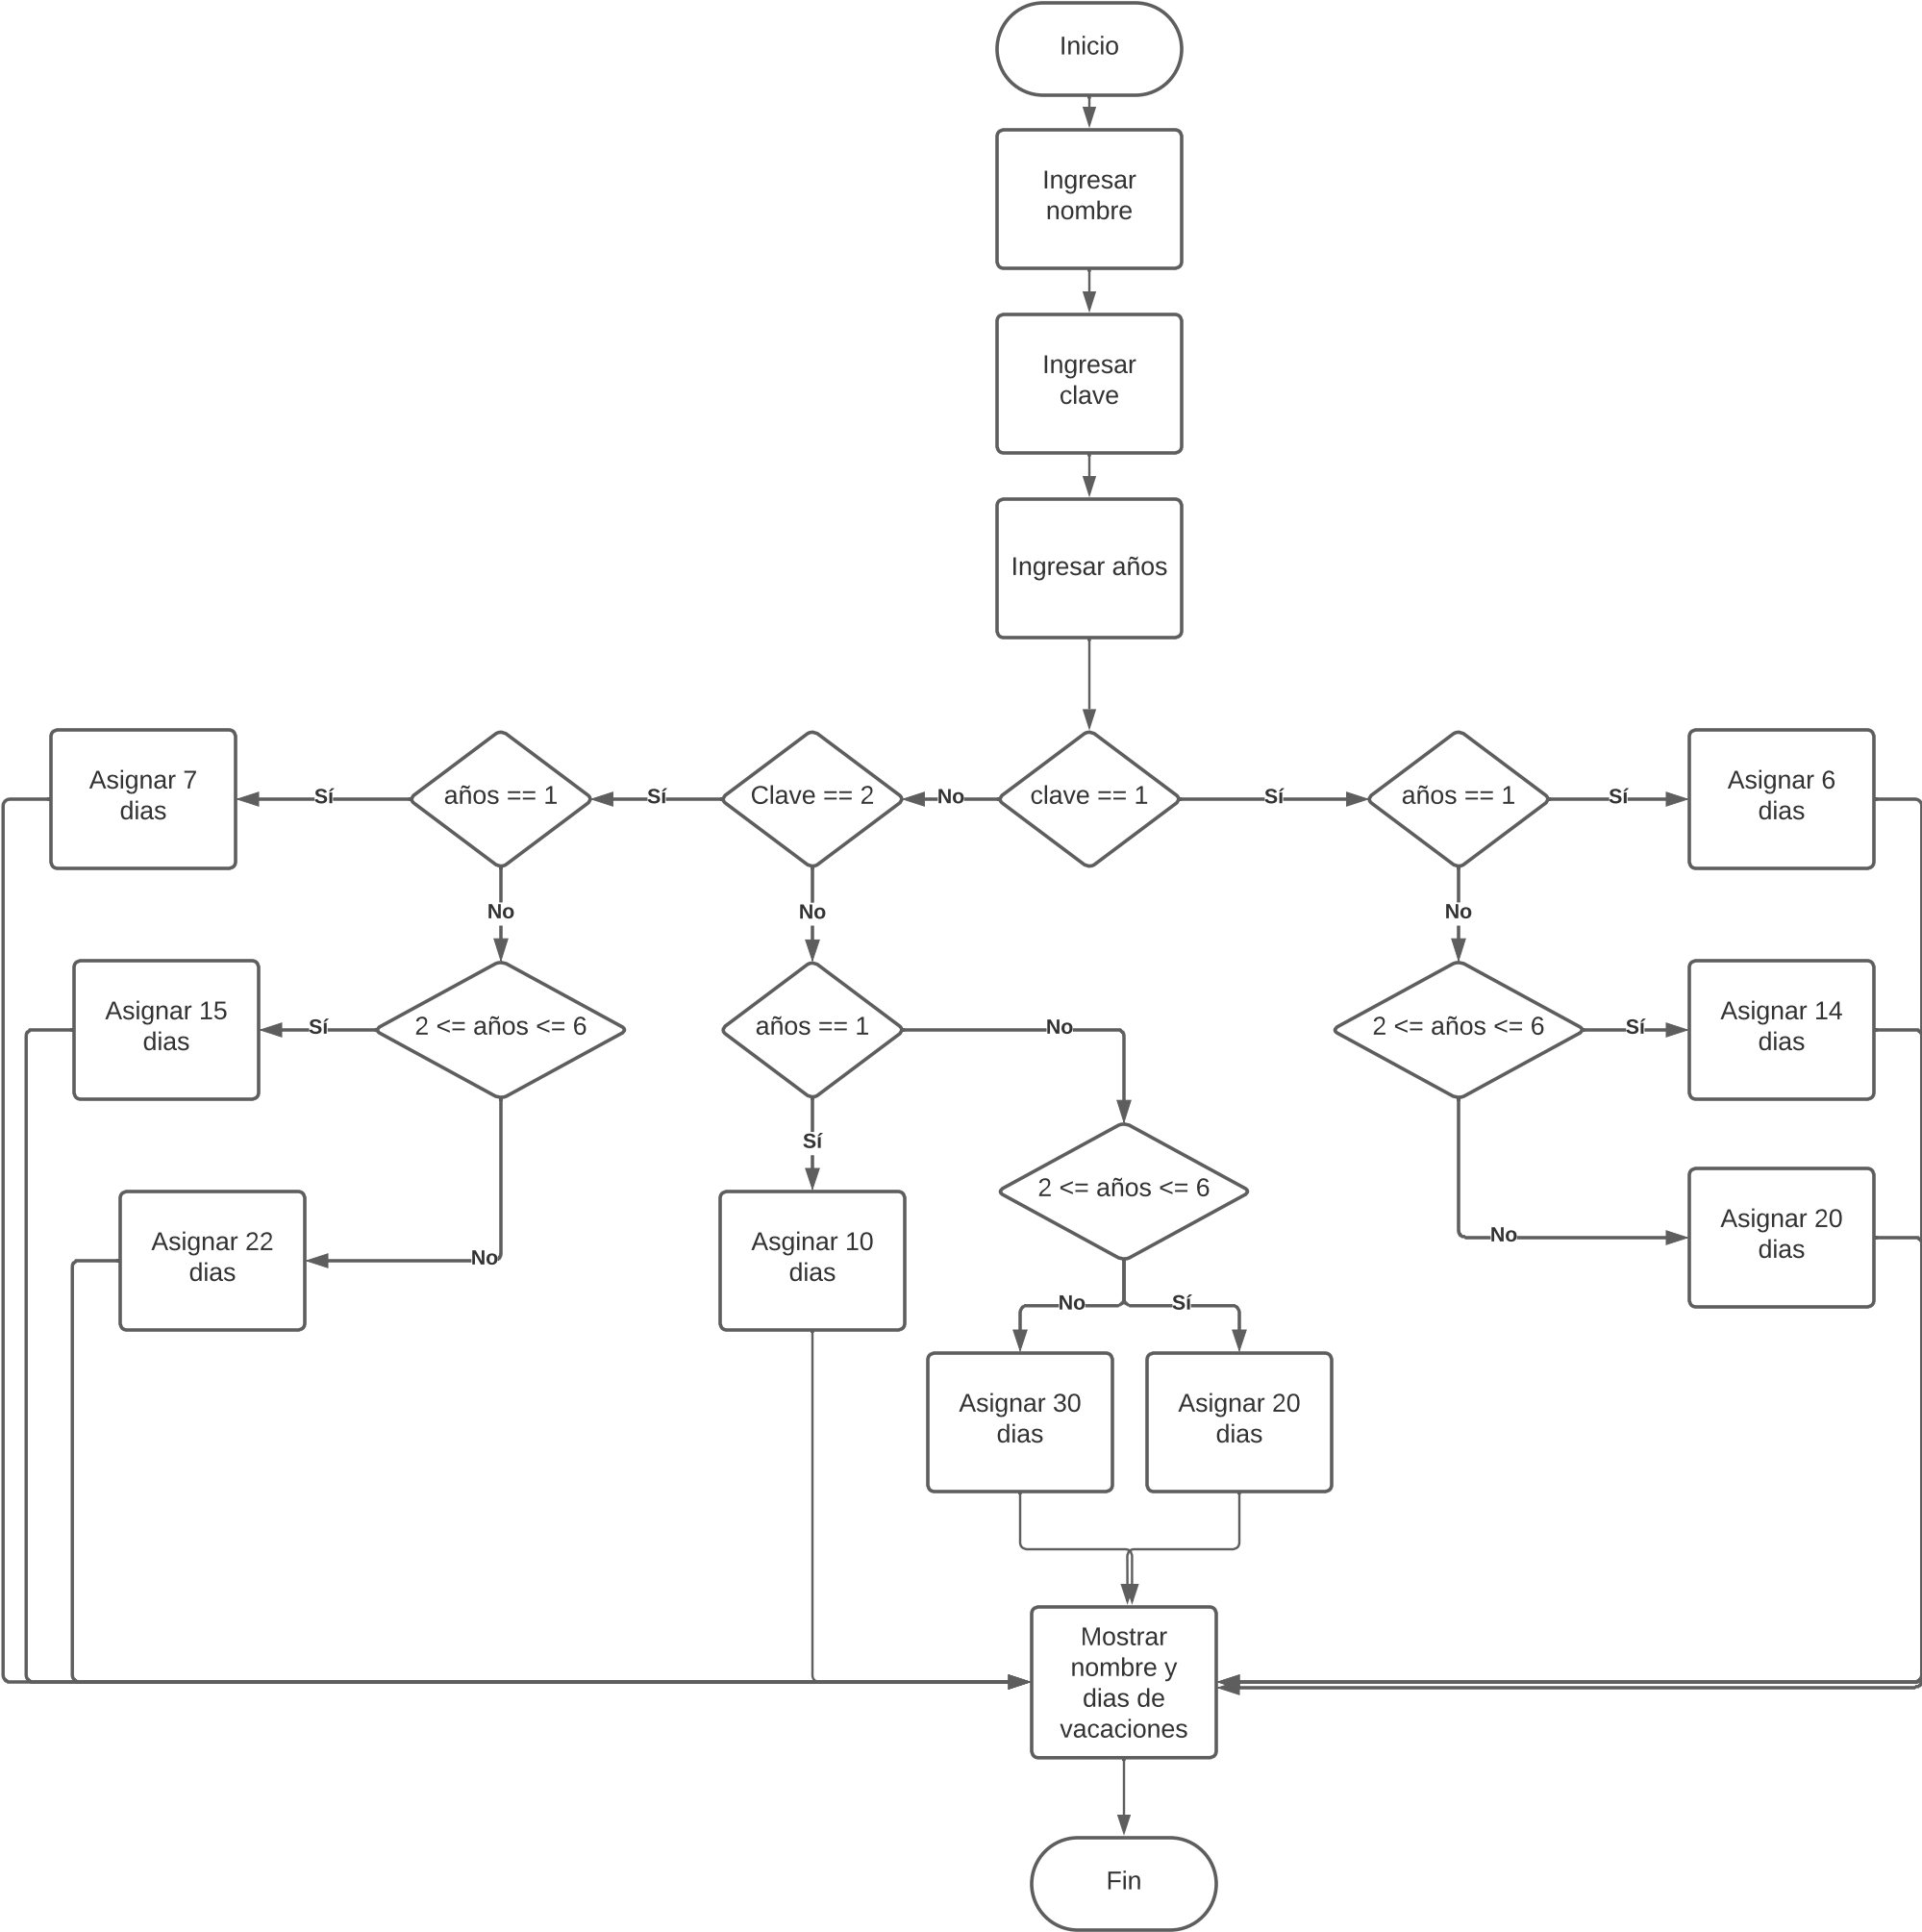 Inicio
Ingresar
nombre
Ingresar
clave
Ingresar años
Asignar 7
dias
Sí
años == 1
Sí
Clave == 2
No
clave == 1
Sí
años == 1
Sí
Asignar 6
dias
No
No
No
Asignar 15
dias
Sí
2 <= años <= 6
años == 1
No
2 <= años <= 6
Sí
Asignar 14
dias
Sí
2 <= años <= 6
Asignar 22
dias
No
Asginar 10
dias
No
Asignar 20
dias
No
Sí
Asignar 30
dias
Asignar 20
dias
Mostrar
nombre y
dias de
vacaciones
Fin